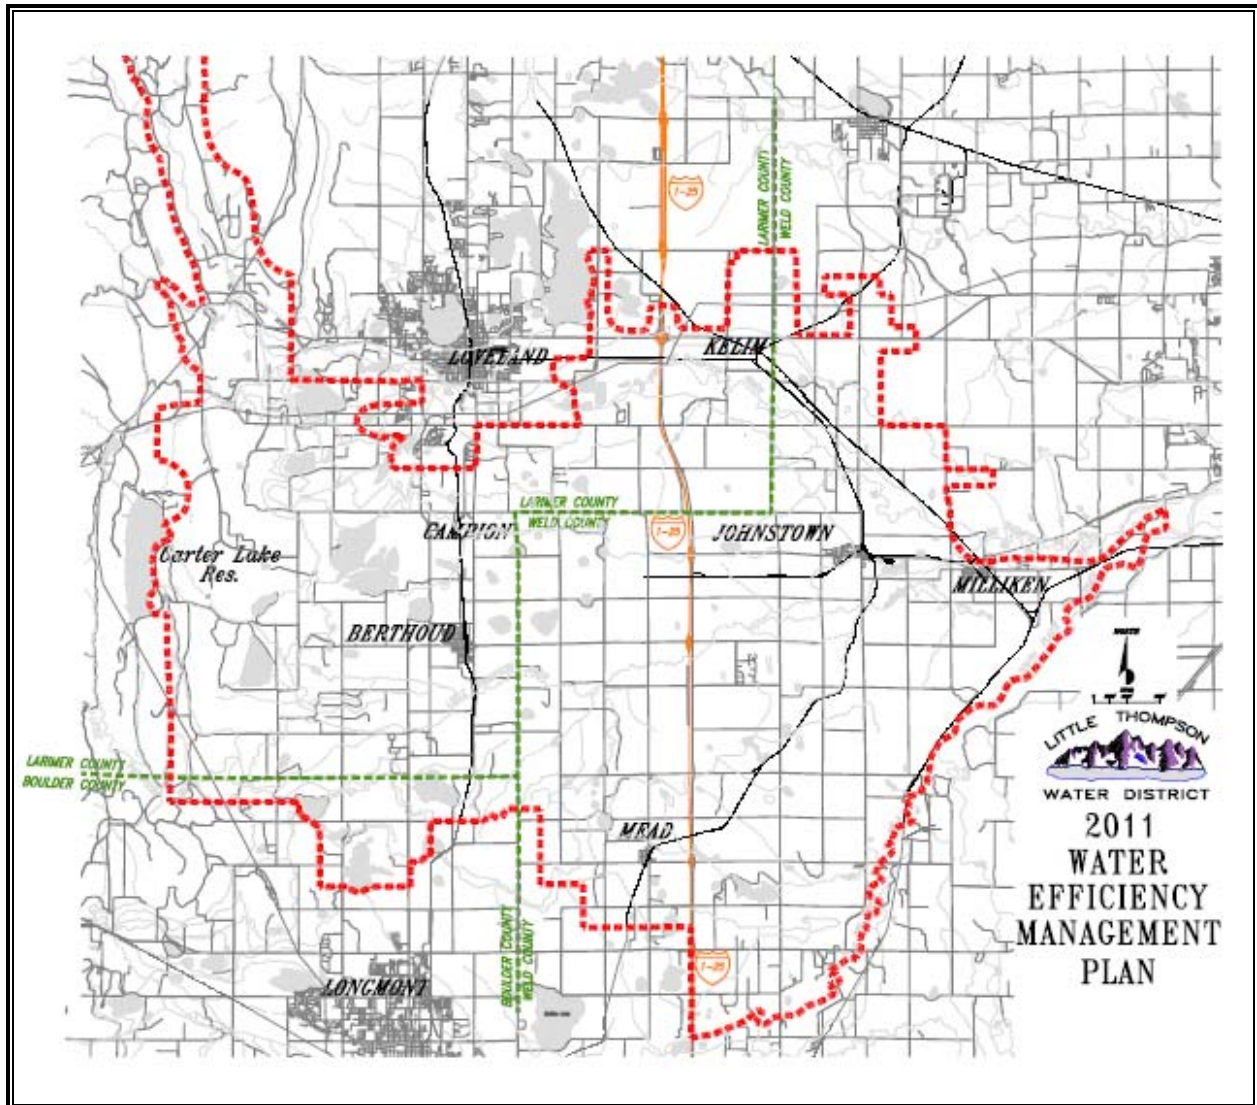 LARIMER COUNTY
WELD COUNTY
I-25
LOVELAND
KELIM
LARIMER COUNTY
WELD COUNTY
I-25
CAMPION
JOHNSTOWN
Carter Lake
Res.
MILLIKEN
BERTHOUD
NORTH
LARIMER COUNTY
BOULDER COUNTY
LITTLE THOMPSON
WATER DISTRICT
MEAD
2011
WATER
EFFICIENCY
MANAGEMENT
PLAN
BOULDER COUNTY
WELD COUNTY
I-25
LONGMONT